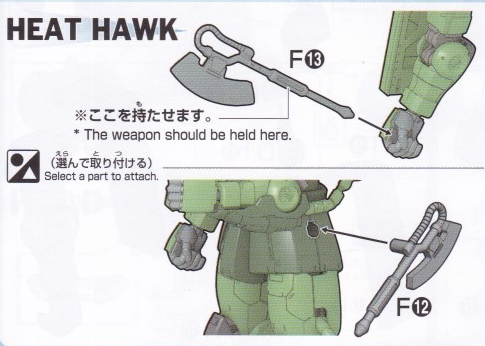 HEAT HAWK
F⑬
※ここを持たせます。
* The weapon should be held here.
(選んで取り付ける)
Select a part to attach.
F⑫